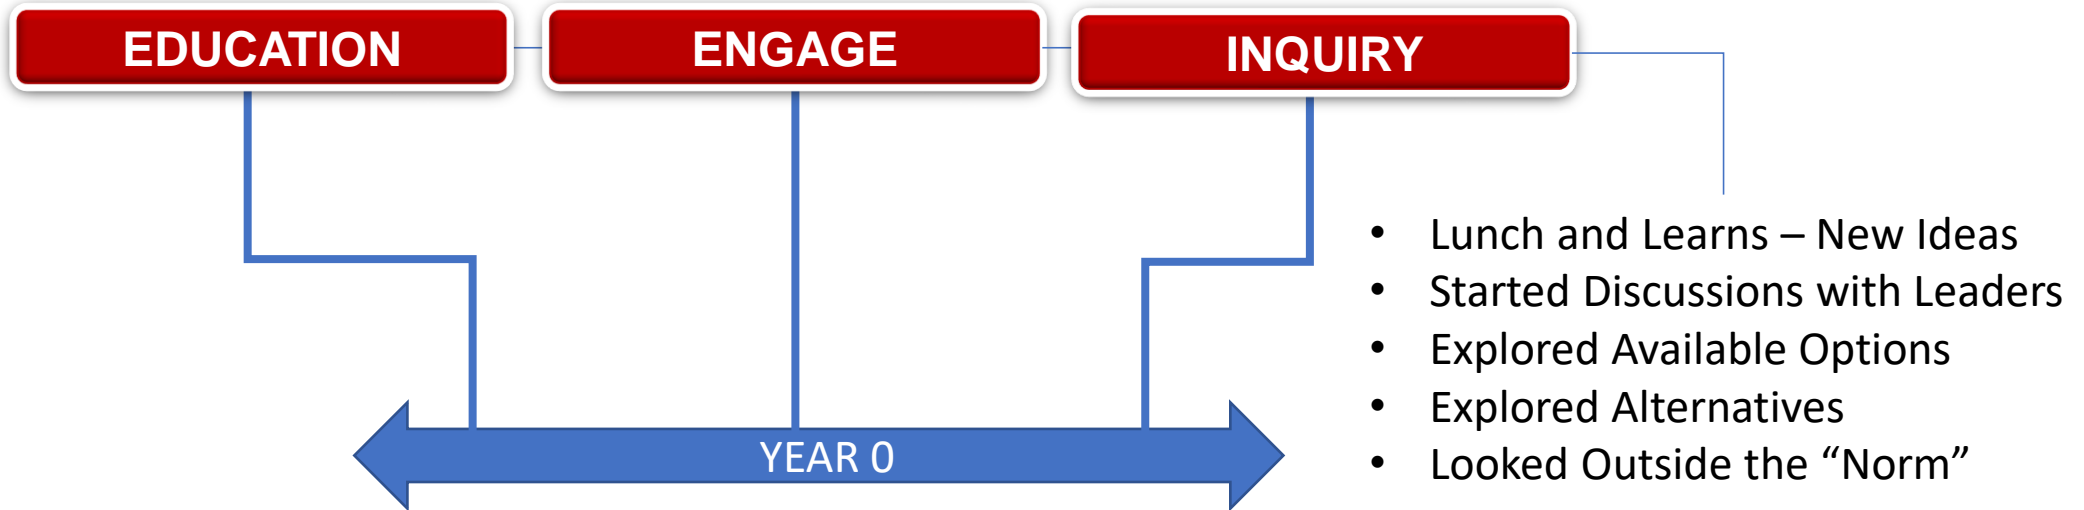 EDUCATION
ENGAGE
INQUIRY
• Lunch and Learns – New Ideas
• Started Discussions with Leaders
• Explored Available Options
• Explored Alternatives
• Looked Outside the “Norm”
YEAR 0